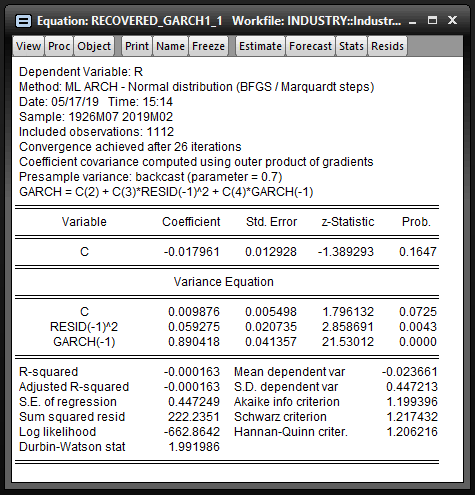 Equation: RECOVERED_GARCH1_1 Workfile: INDUSTRY::Industr...
View Proc Object Print Name Freeze Estimate Forecast Stats Resids
Dependent Variable: R
Method: ML ARCH - Normal distribution (BFGS / Marquardt steps)
Date: 05/17/19 Time: 15:14
Sample: 1926M07 2019M02
Included observations: 1112
Convergence achieved after 26 iterations
Coefficient covariance computed using outer product of gradients
Presample variance: backcast (parameter = 0.7)
GARCH = C(2) + C(3)*RESID(-1)^2 + C(4)*GARCH(-1)
Variable Coefficient Std. Error z-Statistic Prob.
C -0.017961 0.012928 -1.389293 0.1647
Variance Equation
C 0.009876 0.005498 1.796132 0.0725
RESID(-1)^2 0.059275 0.020735 2.858691 0.0043
GARCH(-1) 0.890418 0.041357 21.53012 0.0000
R-squared -0.000163 Mean dependent var -0.023661
Adjusted R-squared -0.000163 S.D. dependent var 0.447213
S.E. of regression 0.447249 Akaike info criterion 1.199396
Sum squared resid 222.2351 Schwarz criterion 1.217432
Log likelihood -662.8642 Hannan-Quinn criter. 1.206216
Durbin-Watson stat 1.991986